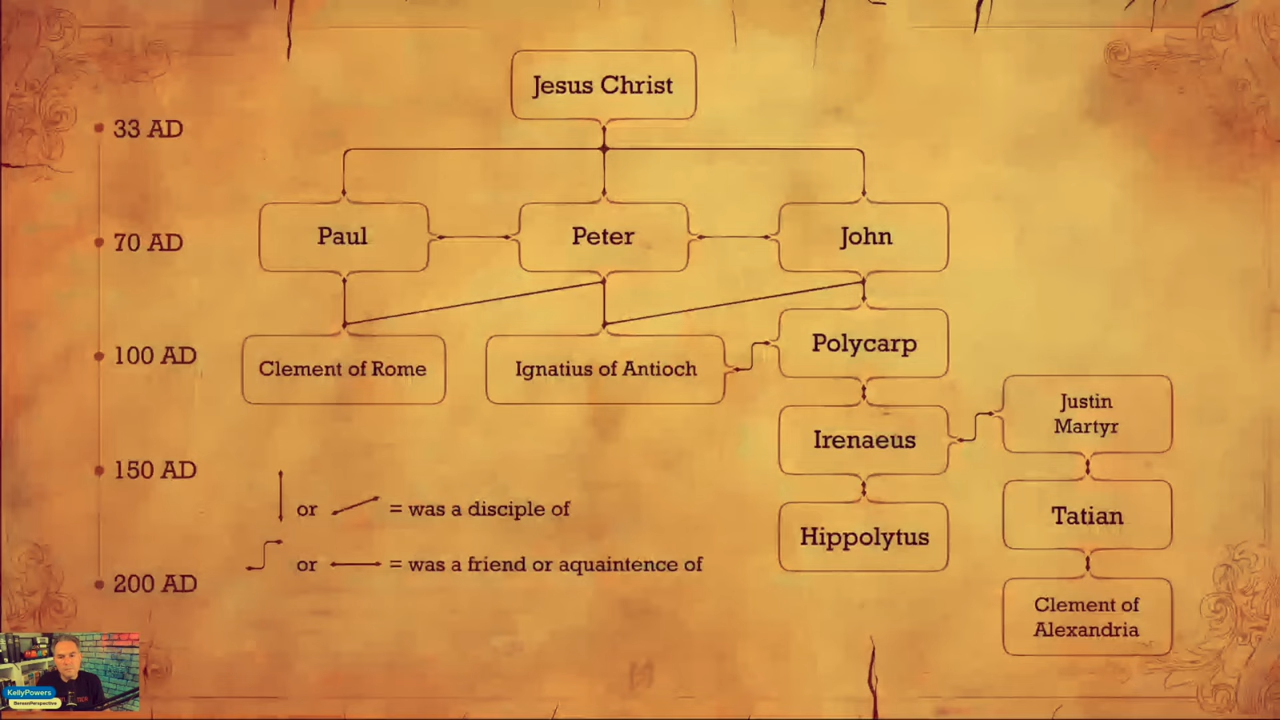 Jesus Christ
33 AD
70 AD
Paul
Peter
John
100 AD
Clement of Rome
Ignatius of Antioch
Polycarp
Irenaeus
Justin
Martyr
150 AD
or
= was a disciple of
Hippolytus
Tatian
or
= was a friend or aquaintence of
200 AD
Clement of
Alexandria
KellyPowers
BereanPerspective